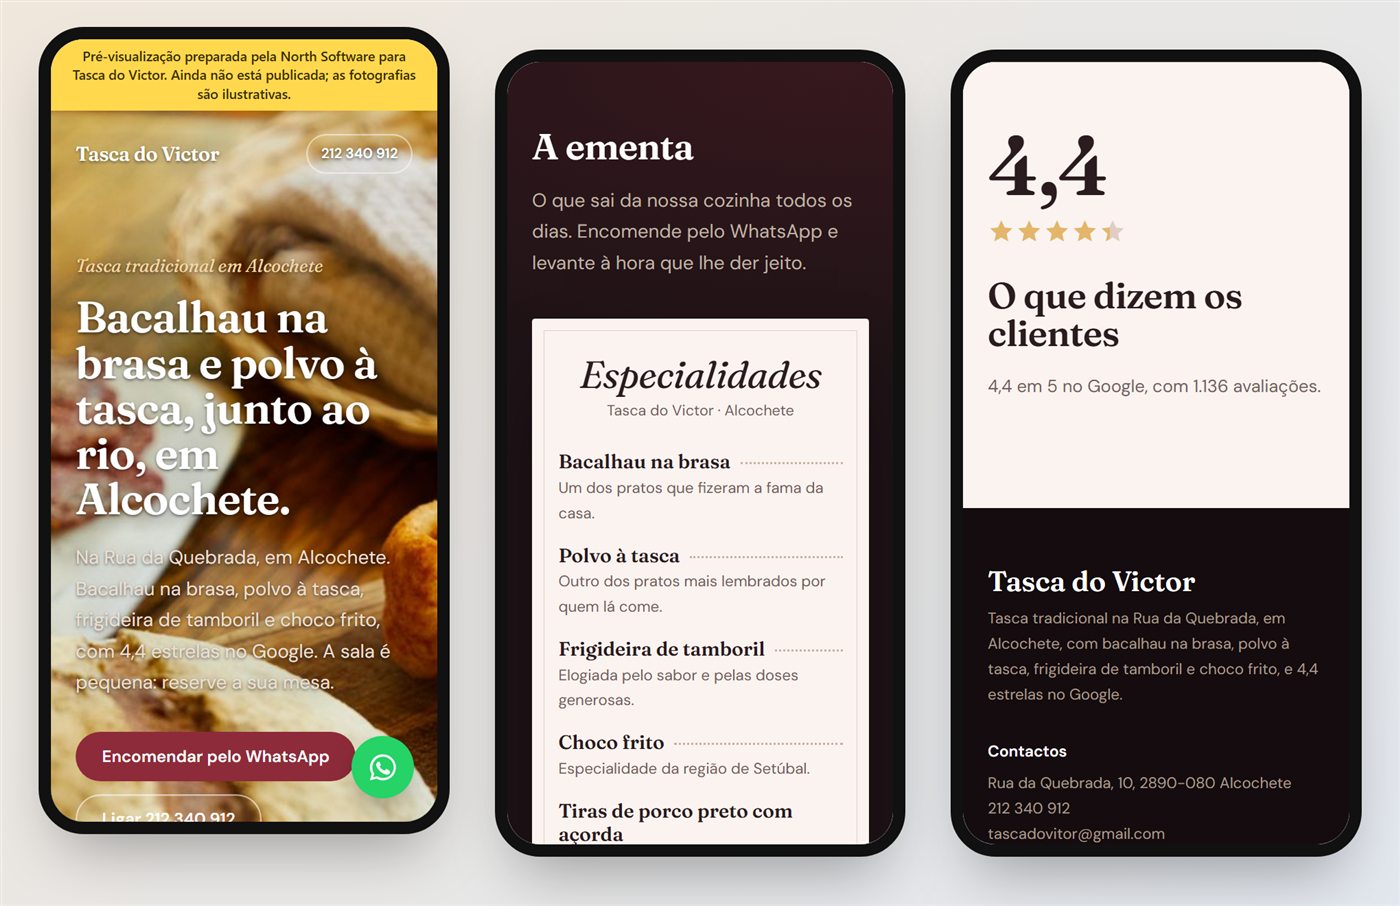 Pré-visualização preparada pela North Software para
Tasca do Victor. Ainda não está publicada; as fotografias
são ilustrativas.
Tasca do Victor
212 340 912
Tasca tradicional em Alcochete
Bacalhau na
brasa e polvo à
tasca, junto ao
rio, em
Alcochete.
Na Rua da Quebrada, em Alcochete.
Bacalhau na brasa, polvo à tasca,
frigideira de tamboril e choco frito,
com 4,4 estrelas no Google. A sala é
pequena: reserve a sua mesa.
Encomendar pelo WhatsApp
Ligar 212 340 912
A ementa
O que sai da nossa cozinha todos os
dias. Encomende pelo WhatsApp e
levante à hora que lhe der jeito.
Especialidades
Tasca do Victor · Alcochete
Bacalhau na brasa
Um dos pratos que fizeram a fama da
casa.
Polvo à tasca
Outro dos pratos mais lembrados por
quem lá come.
Frigideira de tamboril
Elogiada pelo sabor e pelas doses
generosas.
Choco frito
Especialidade da região de Setúbal.
Tiras de porco preto com
açorda
4,4
O que dizem os
clientes
4,4 em 5 no Google, com 1.136 avaliações.
Tasca do Victor
Tasca tradicional na Rua da Quebrada, em
Alcochete, com bacalhau na brasa, polvo à
tasca, frigideira de tamboril e choco frito, e 4,4
estrelas no Google.
Contactos
Rua da Quebrada, 10, 2890-080 Alcochete
212 340 912
tascadovitor@gmail.com